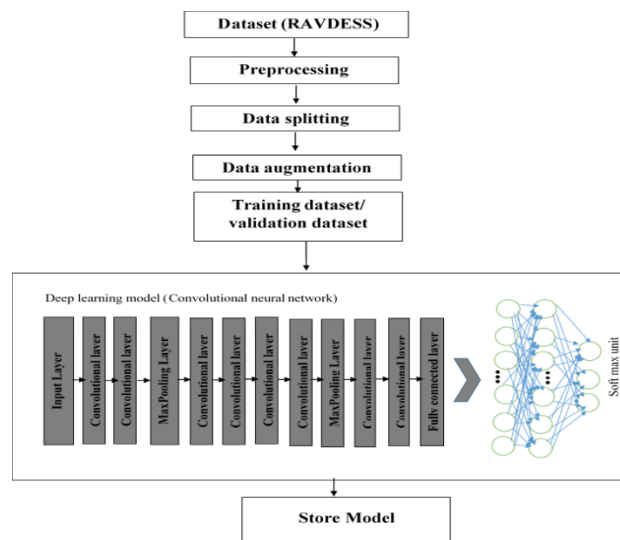 Dataset (RAVDESS)
Preprocessing
Data splitting
Data augmentation
Training dataset/
validation dataset
Deep learning model (Convolutional neural network)
Input Layer
Convolutional layer
Convolutional layer
MaxPooling Layer
Convolutional layer
Convolutional layer
Convolutional layer
Convolutional layer
MaxPooling Layer
Convolutional layer
Convolutional layer
Fully connected layer
Soft max unit
Store Model